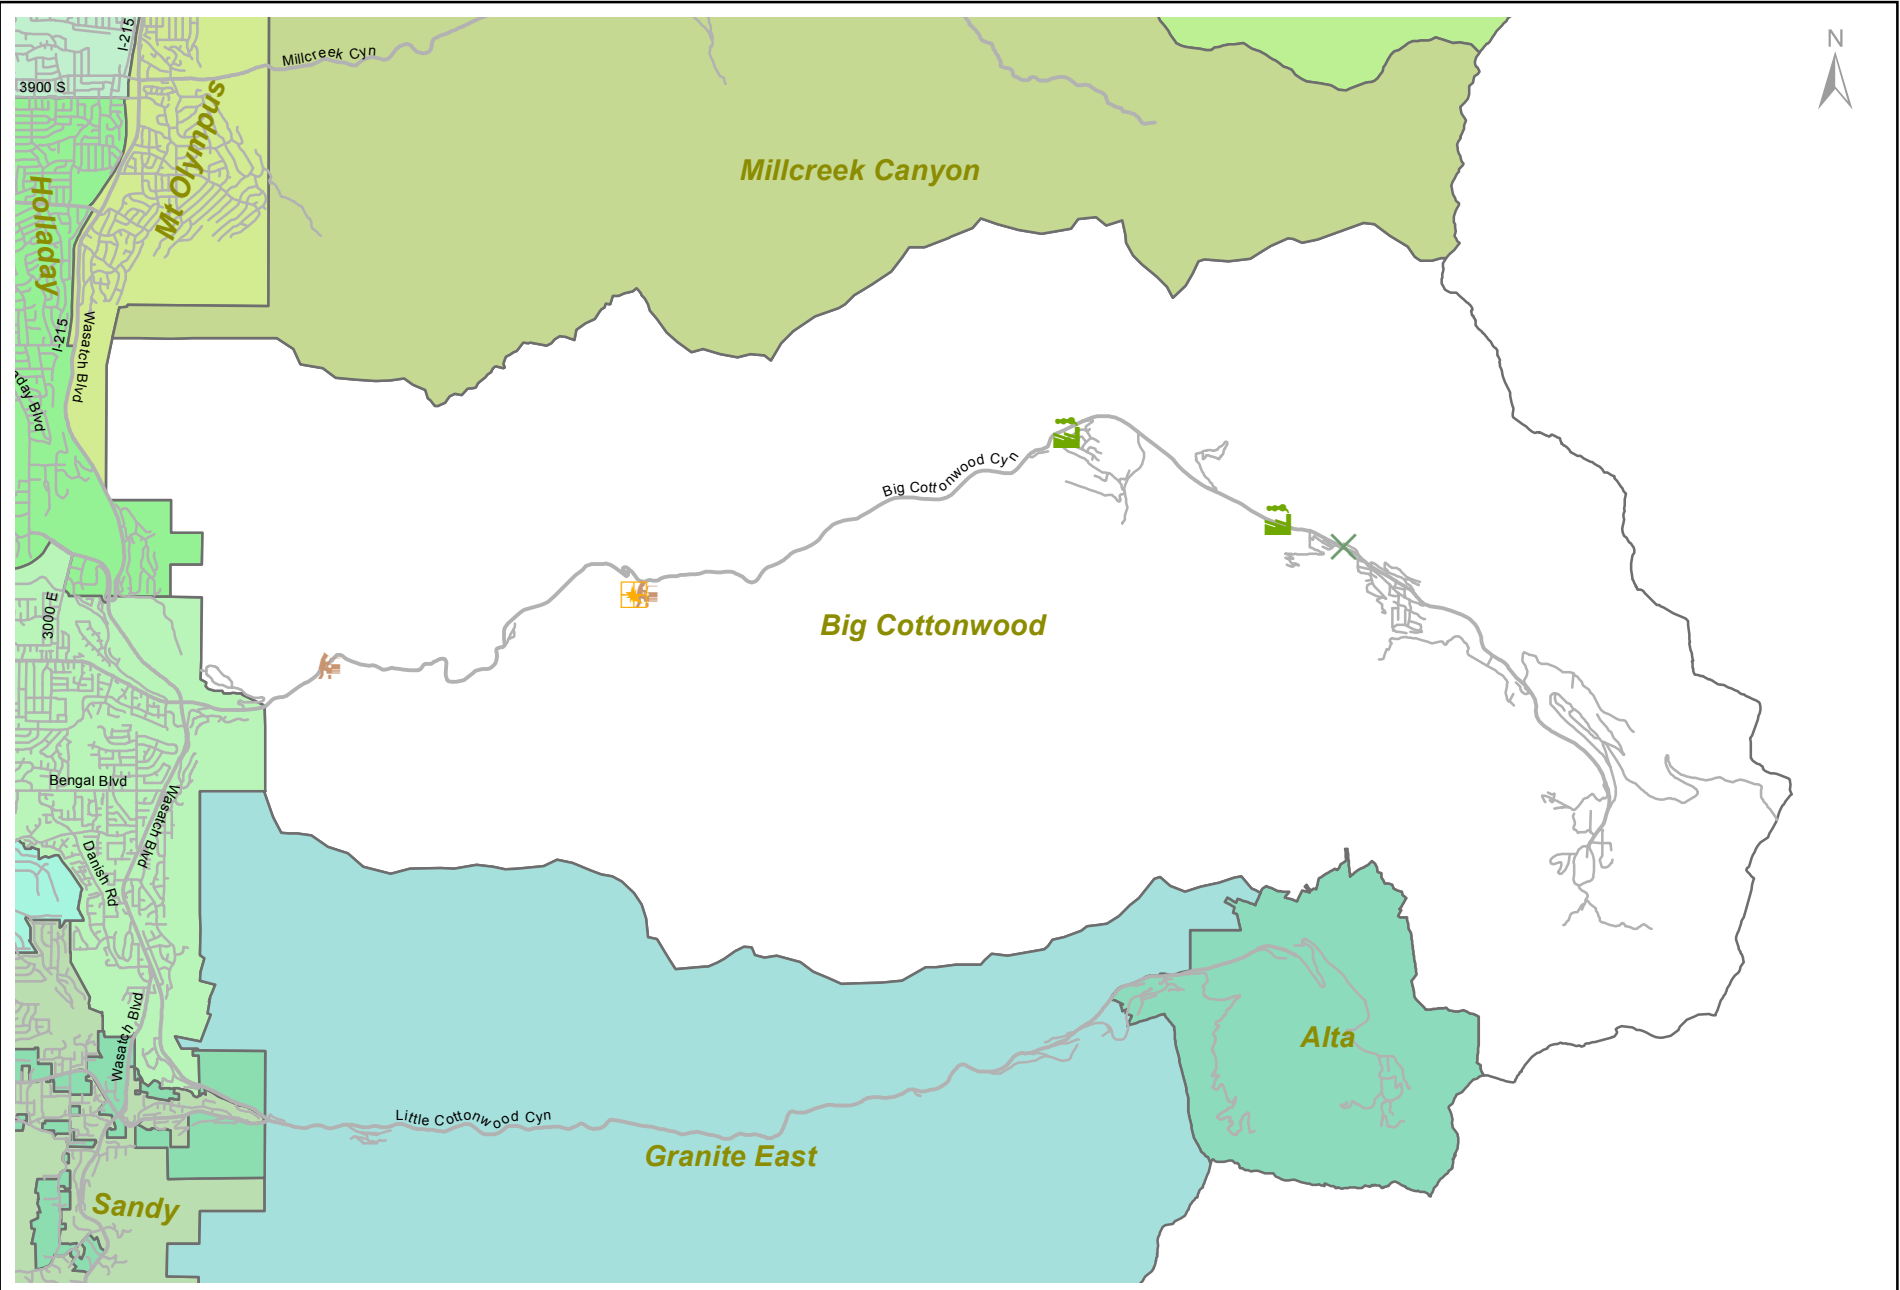 N
I-215
Millcreek Cyn
3900 S
Mt Olympus
Millcreek Canyon
Holladay
I-215
Wasatch Blvd
aday Blvd
Big Cottonwood Cyn
3000 E
Big Cottonwood
Bengal Blvd
Wasatch Blvd
Danish Rd
Wasatch Blvd
Alta
Little Cottonwood Cyn
Granite East
Sandy